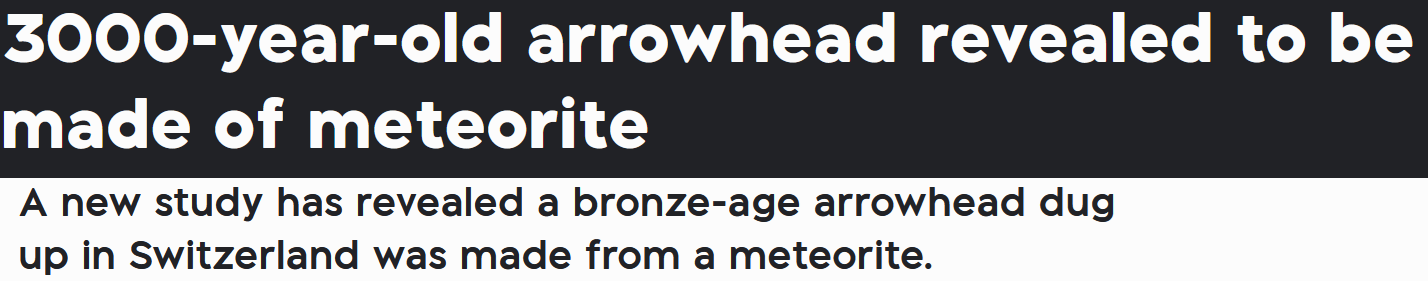 3000-year-old arrowhead revealed to be
made of meteorite
A new study has revealed a bronze-age arrowhead dug
up in Switzerland was made from a meteorite.